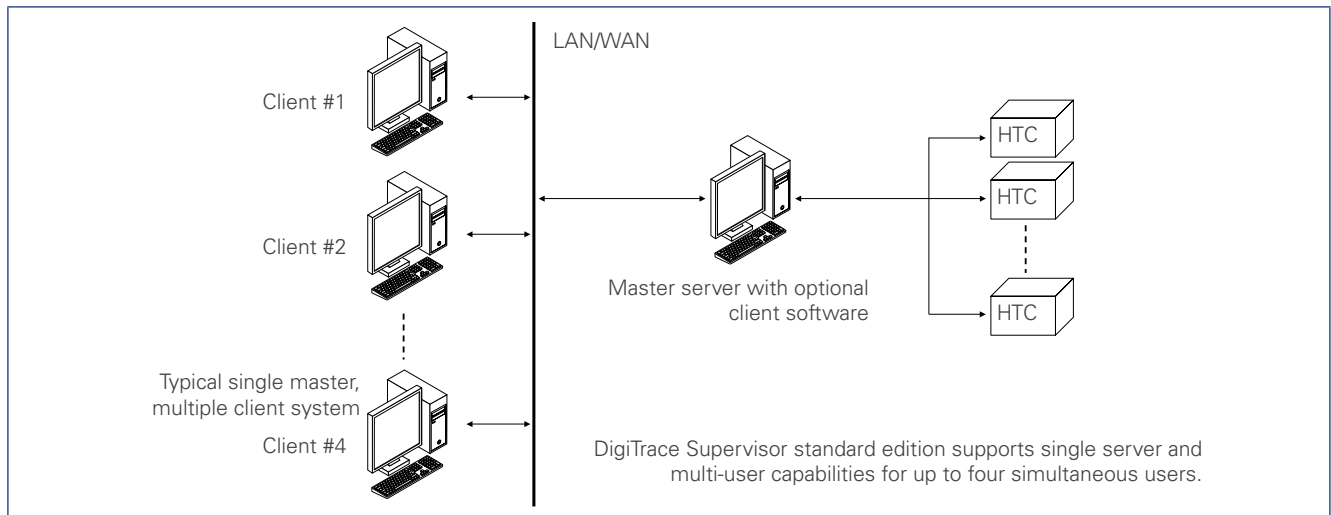 LAN/WAN
Client #1
HTC
HTC
Client #2
Master server with optional
client software
HTC
Typical single master,
multiple client system
Client #4
DigiTrace Supervisor standard edition supports single server and
multi-user capabilities for up to four simultaneous users.